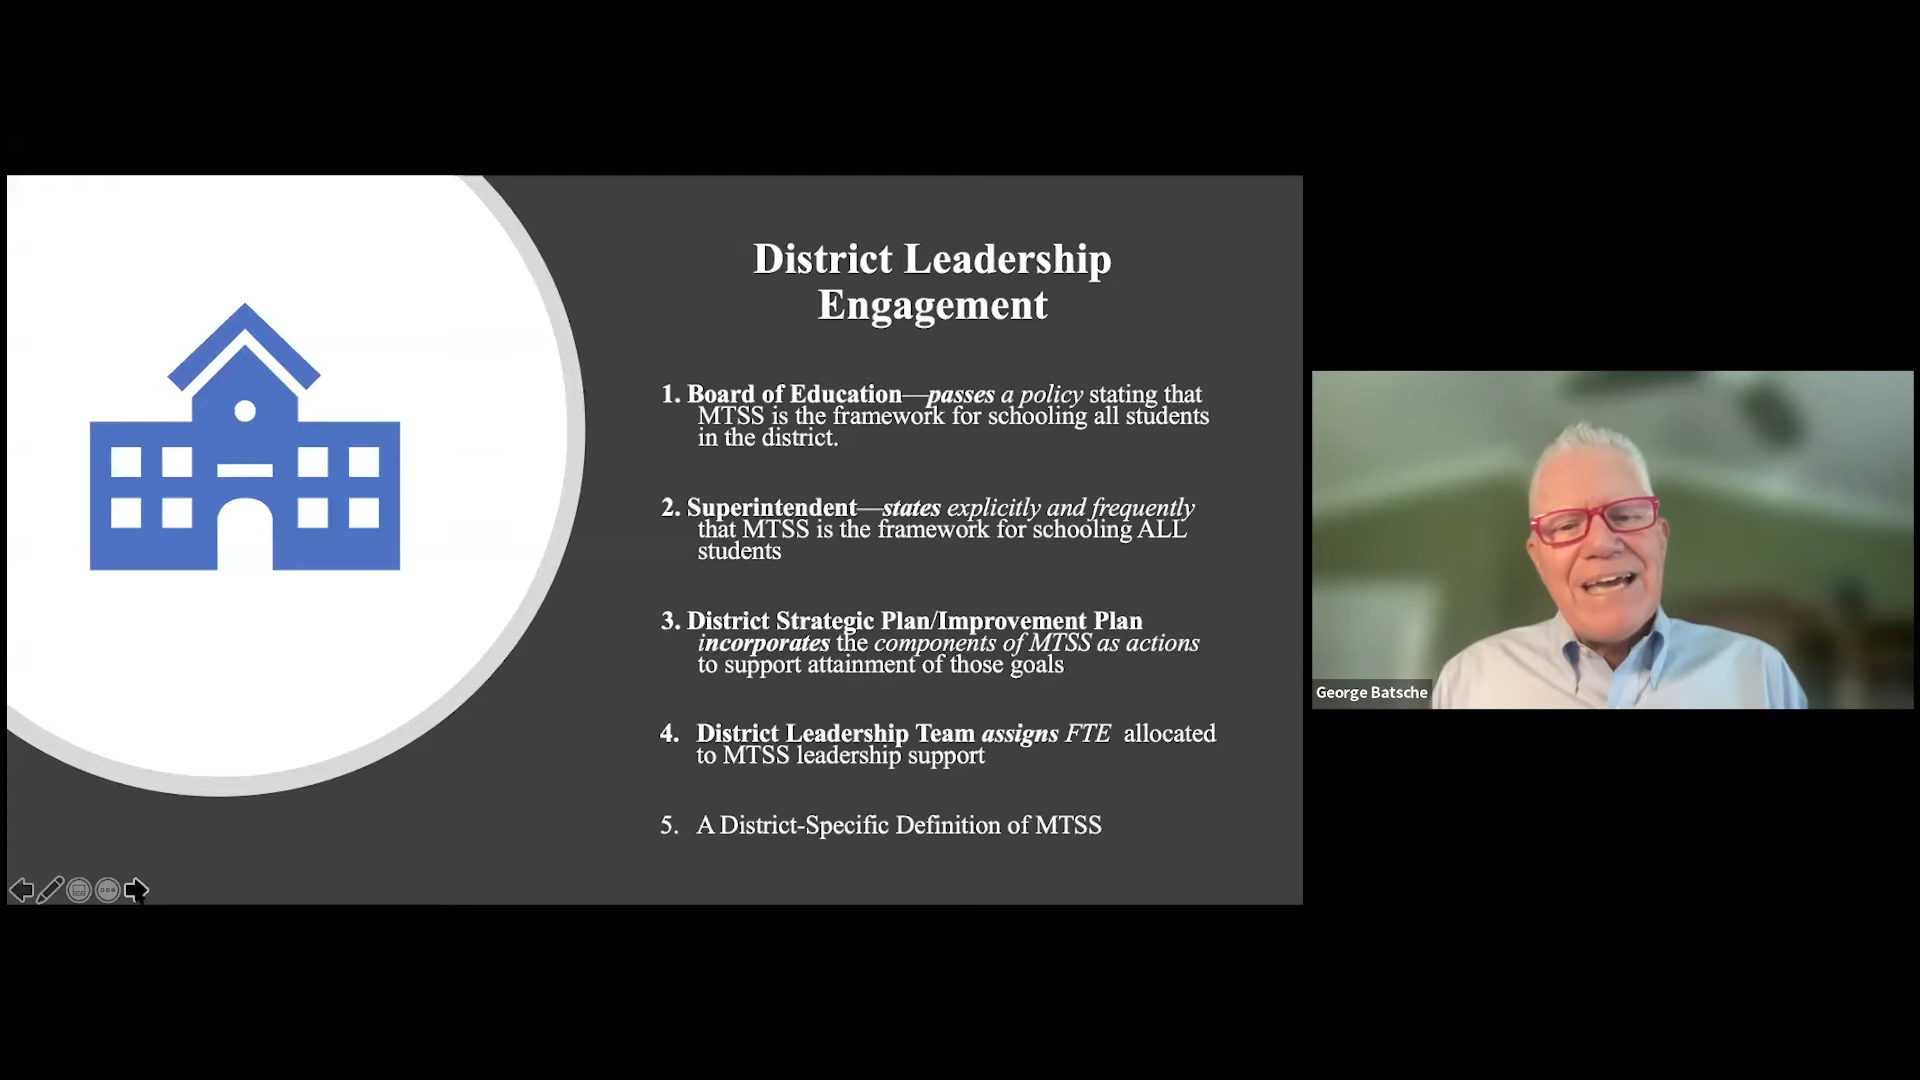 District Leadership
Engagement
1. Board of Education—passes a policy stating that
MTSS is the framework for schooling all students
in the district.
2. Superintendent—states explicitly and frequently
that MTSS is the framework for schooling ALL
students
3. District Strategic Plan/Improvement Plan
incorporates the components of MTSS as actions
to support attainment of those goals
4. District Leadership Team assigns FTE allocated
to MTSS leadership support
5. A District-Specific Definition of MTSS
George Batsche